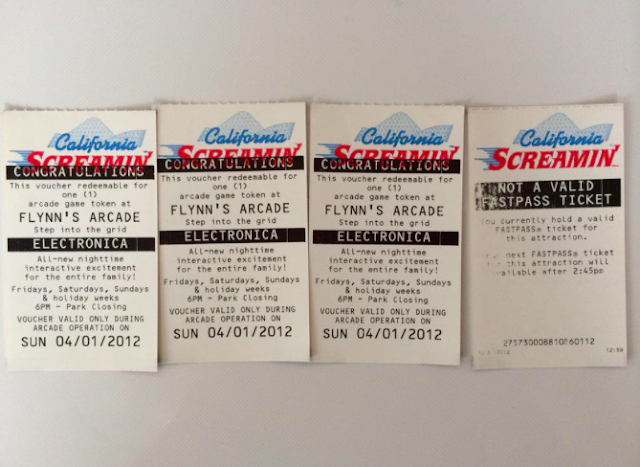 California
SCREAMIN'
CONGRATULATIONS
This voucher redeemable for
one (1)
arcade game token at
FLYNN'S ARCADE
Step into the grid
ELECTRONICA
All-new nighttime
interactive excitement
for the entire family!
Fridays, Saturdays, Sundays
& holiday weeks
6PM - Park Closing
VOUCHER VALID ONLY DURING
ARCADE OPERATION ON
SUN 04/01/2012
California
SCREAMIN'
CONGRATULATIONS
This voucher redeemable for
one (1)
arcade game token at
FLYNN'S ARCADE
Step into the grid
ELECTRONICA
All-new nighttime
interactive excitement
for the entire family!
Fridays, Saturdays, Sundays
& holiday weeks
6PM - Park Closing
VOUCHER VALID ONLY DURING
ARCADE OPERATION ON
SUN 04/01/2012
California
SCREAMIN'
CONGRATULATIONS
This voucher redeemable for
one (1)
arcade game token at
FLYNN'S ARCADE
Step into the grid
ELECTRONICA
All-new nighttime
interactive excitement
for the entire family!
Fridays, Saturdays, Sundays
& holiday weeks
6PM - Park Closing
VOUCHER VALID ONLY DURING
ARCADE OPERATION ON
SUN 04/01/2012
California
SCREAMIN'
NOT A VALID
FASTPASS TICKET
You currently hold a valid
FASTPASS® ticket for
this attraction.
next FASTPASS® ticket
this attraction will
available after 2:45pm